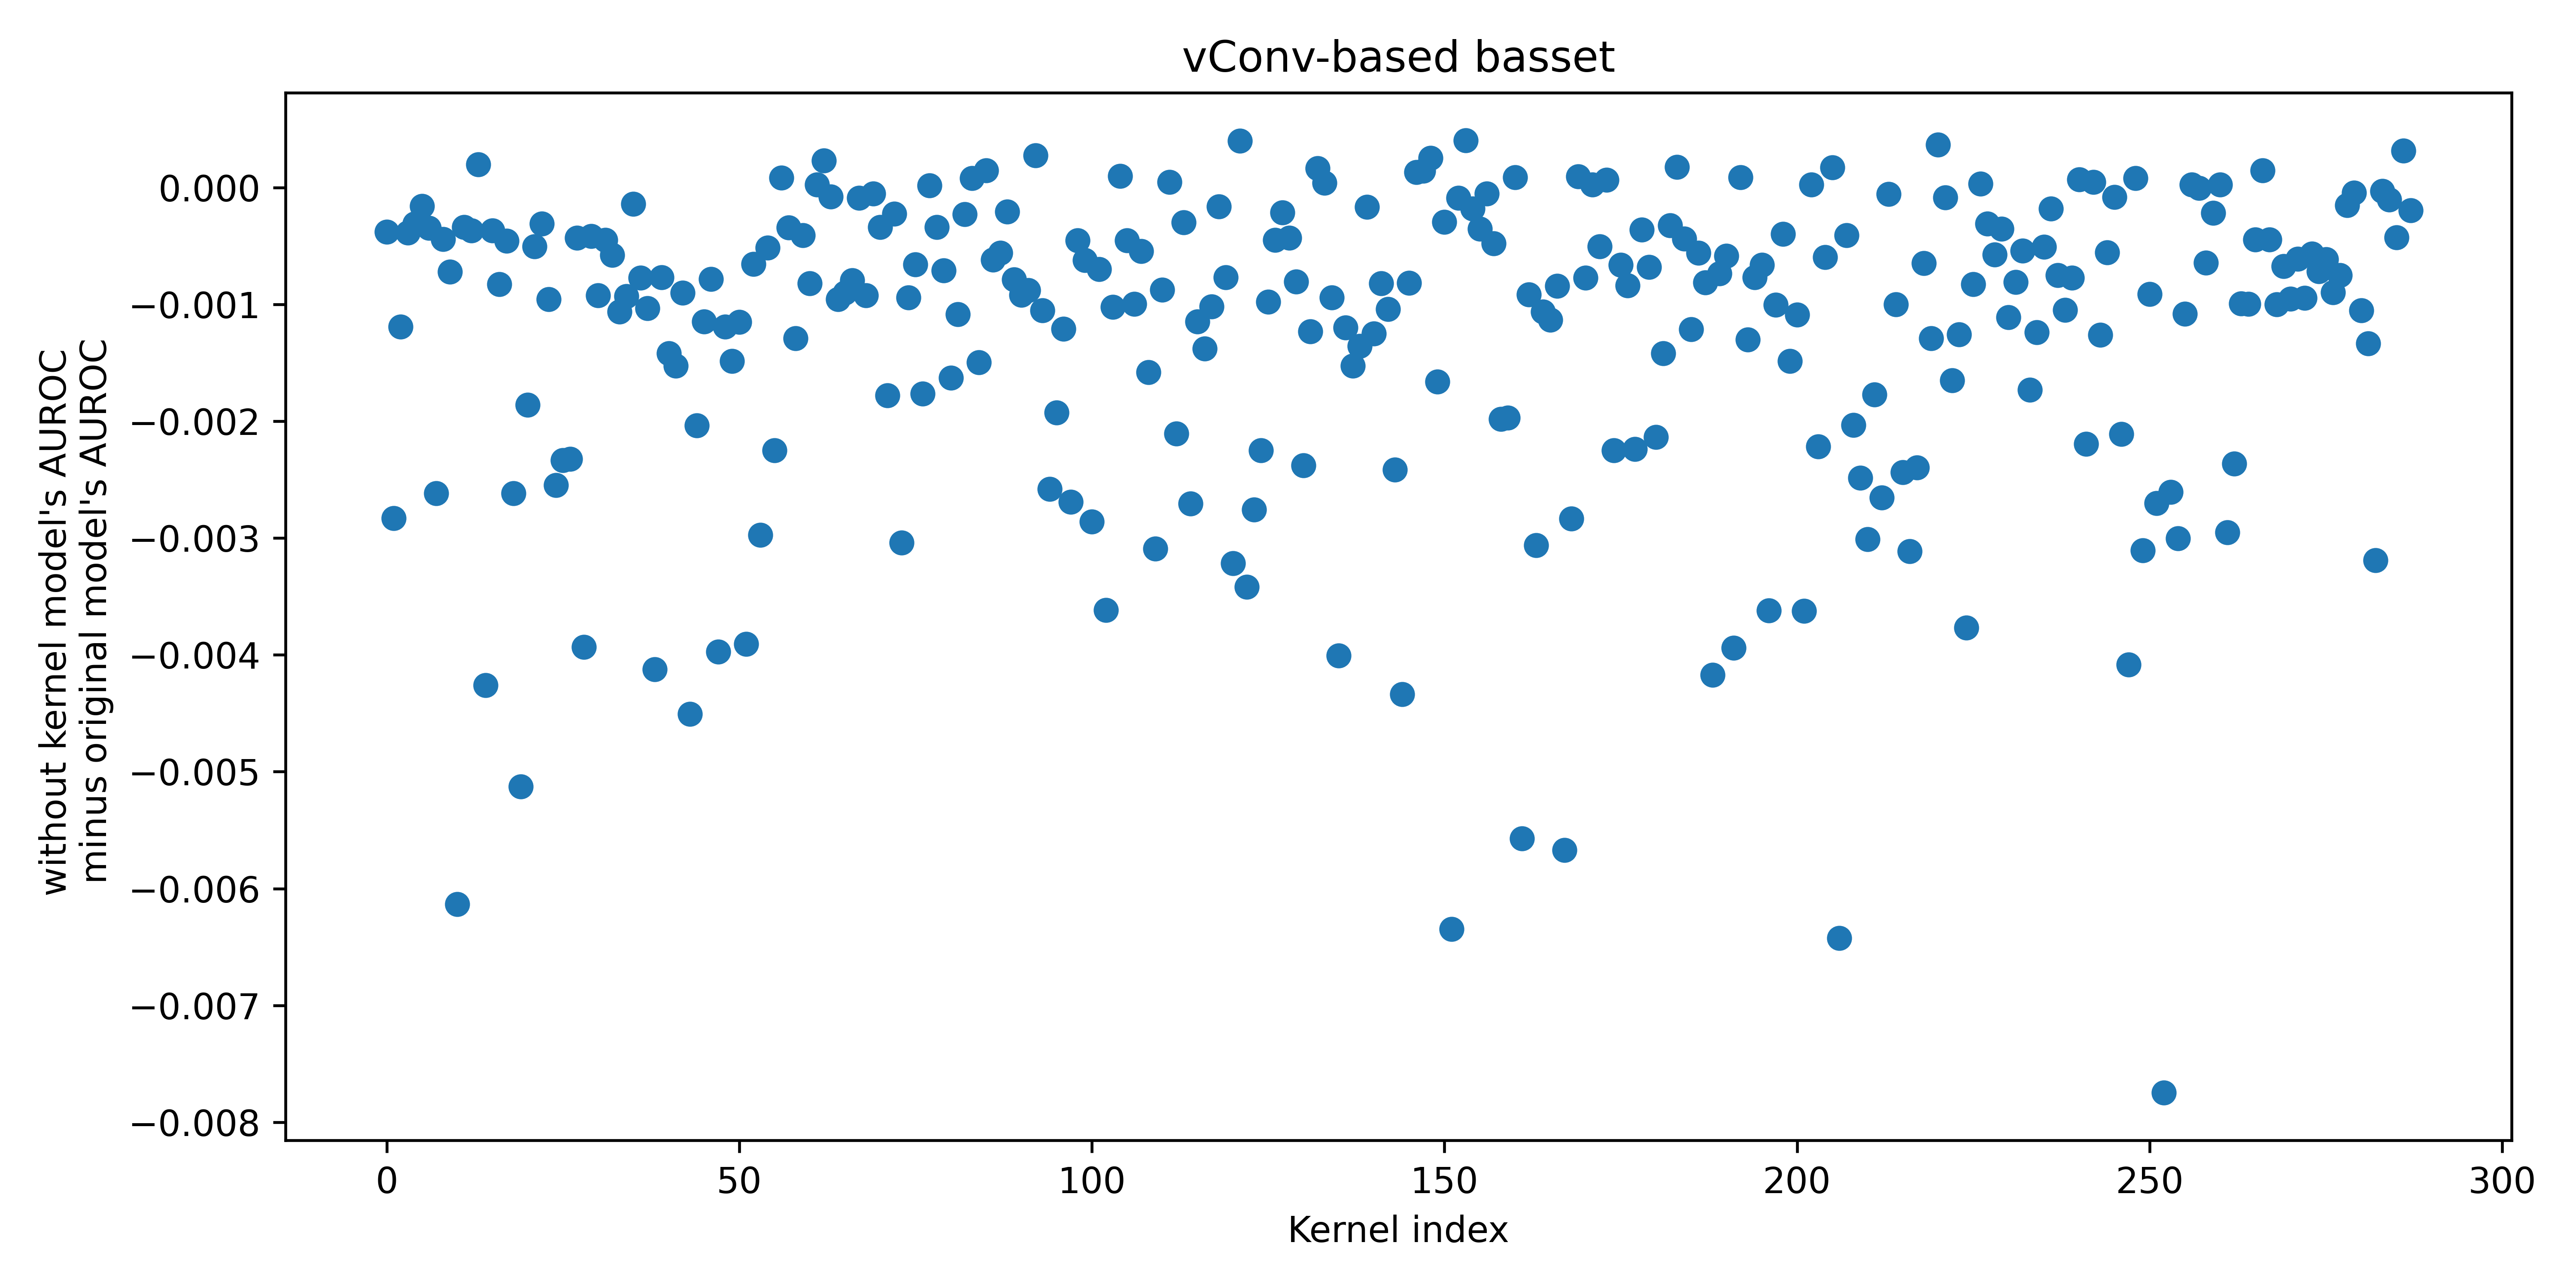 vConv-based basset
without kernel model's AUROC
minus original model's AUROC
0.000
−0.001
−0.002
−0.003
−0.004
−0.005
−0.006
−0.007
−0.008
0 50 100 150 200 250 300
Kernel index